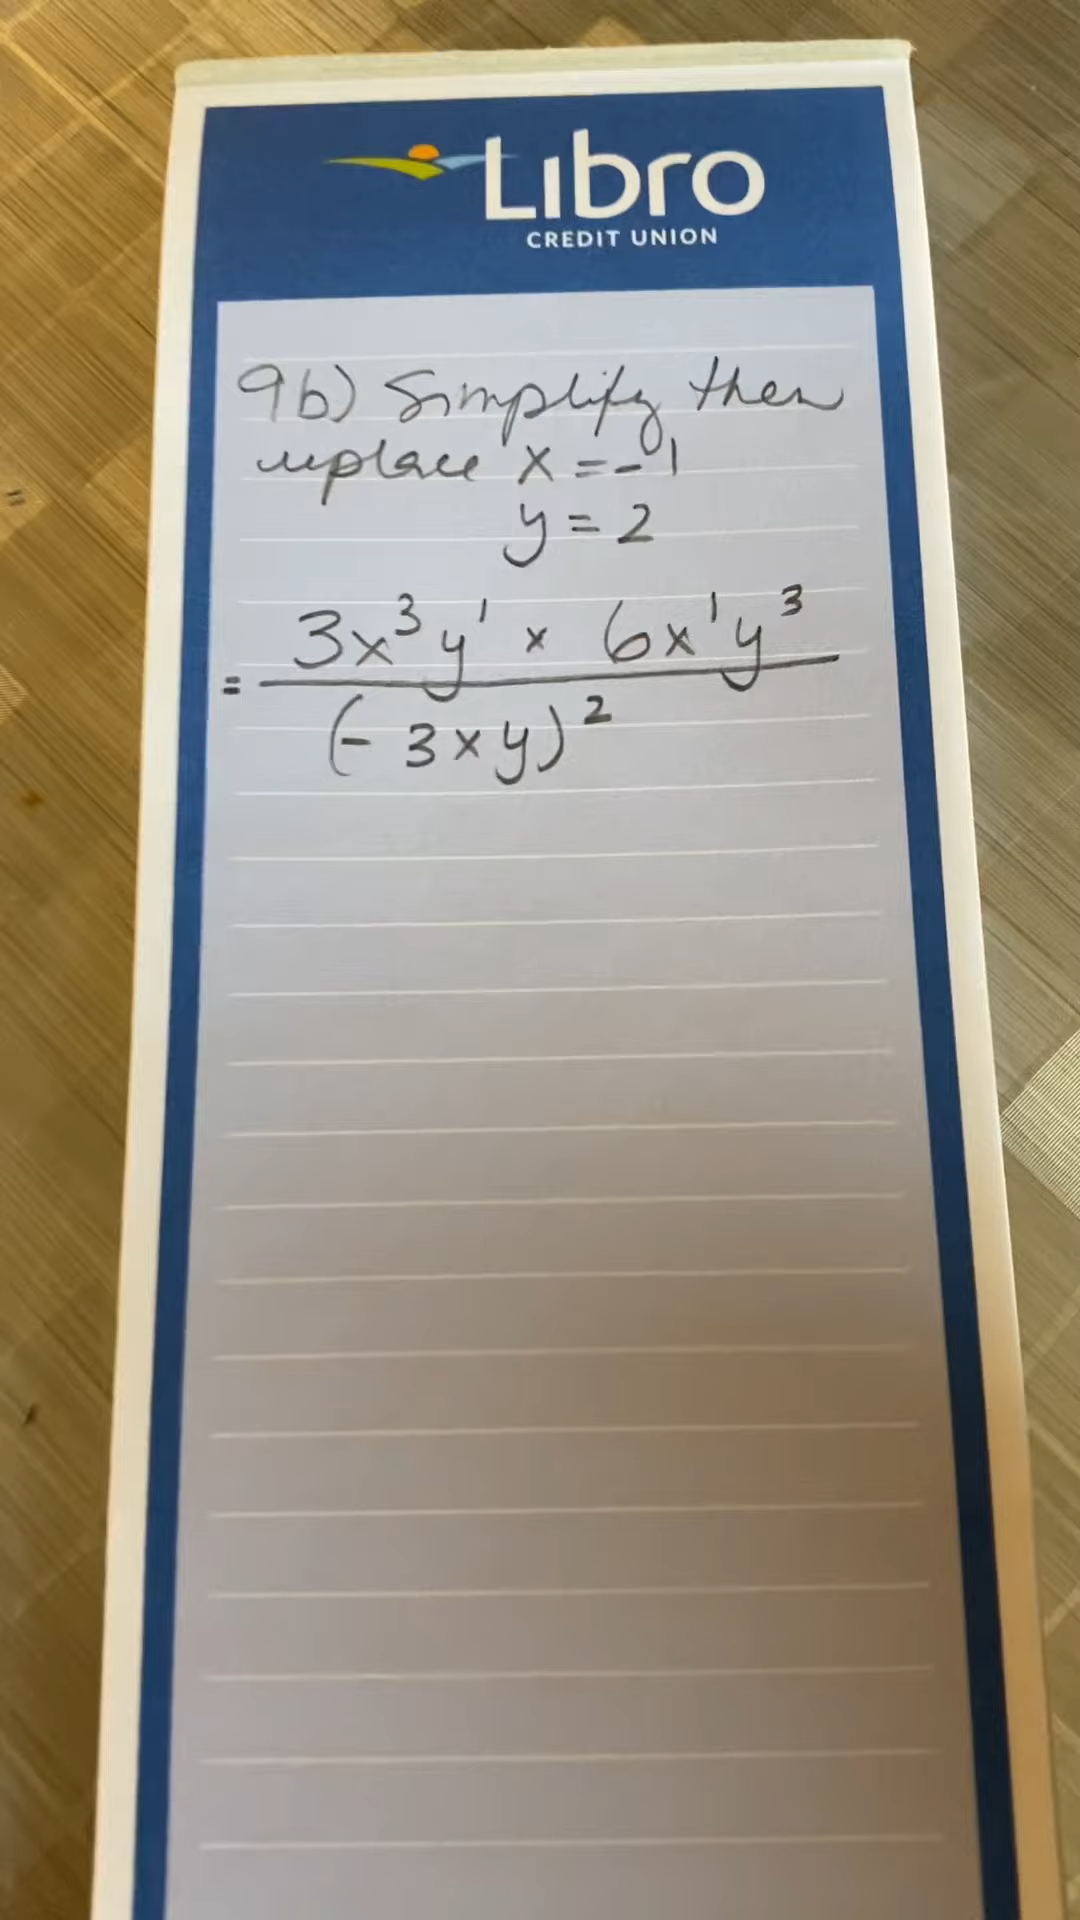 Libro
CREDIT UNION
9b) Simplify then
replace x = -1
y = 2
= 3x³y¹ × 6x¹y³
(- 3xy)²